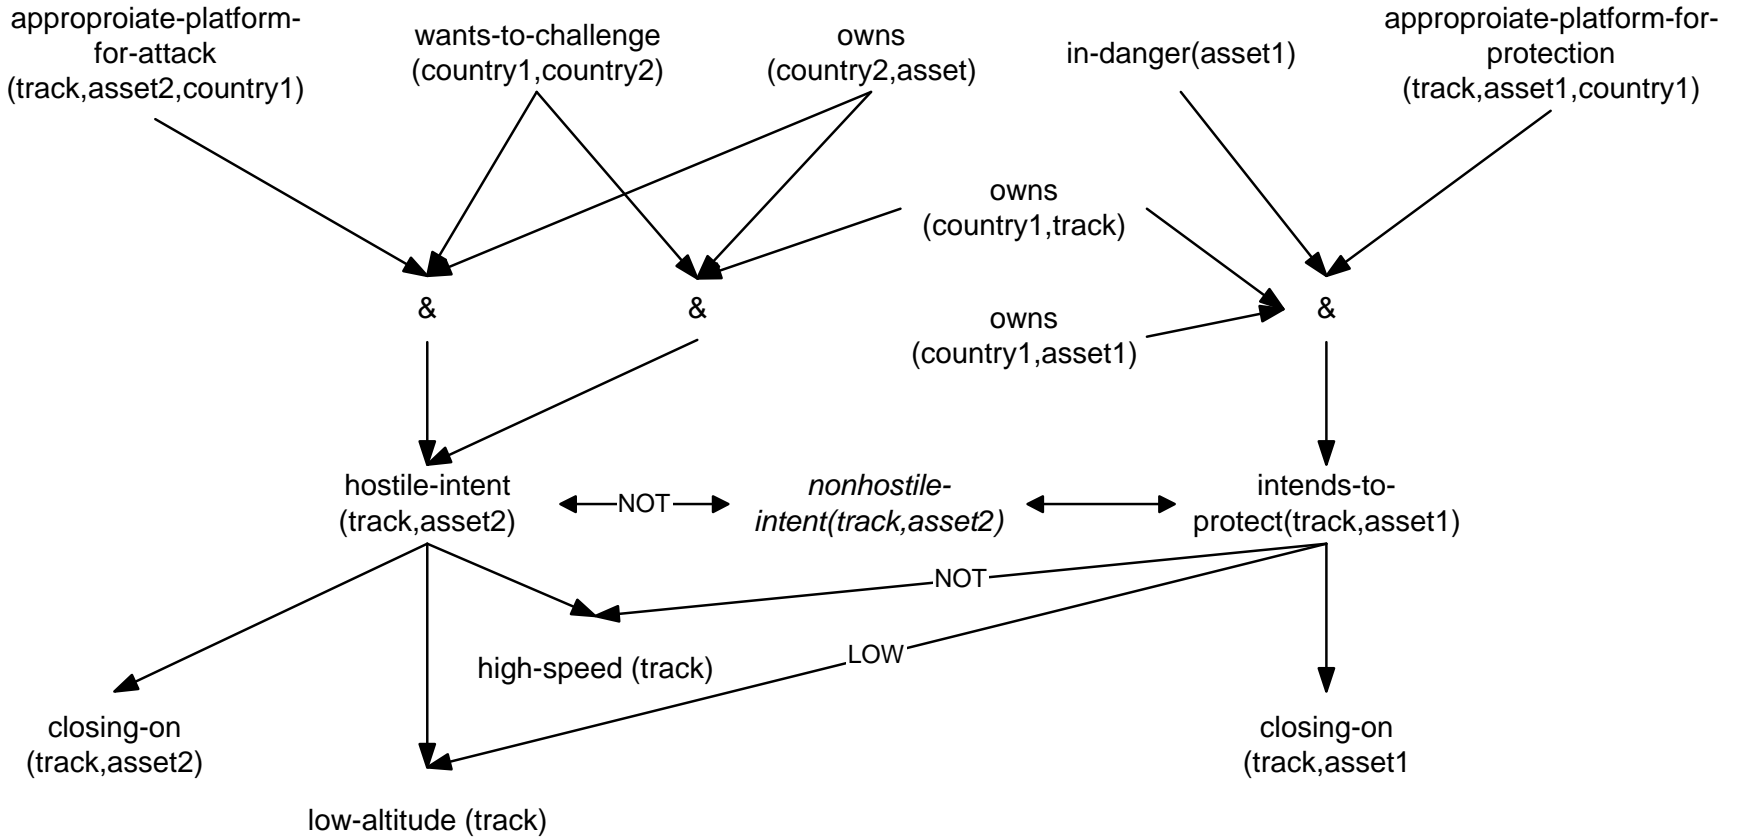 approproiate-platform-
for-attack
(track,asset2,country1)
wants-to-challenge
(country1,country2)
owns
(country2,asset)
in-danger(asset1)
approproiate-platform-for-
protection
(track,asset1,country1)
owns
(country1,track)
&
&
owns
(country1,asset1)
&
hostile-intent
(track,asset2)
NOT
nonhostile-
intent(track,asset2)
intends-to-
protect(track,asset1)
NOT
LOW
high-speed (track)
closing-on
(track,asset2)
closing-on
(track,asset1
low-altitude (track)